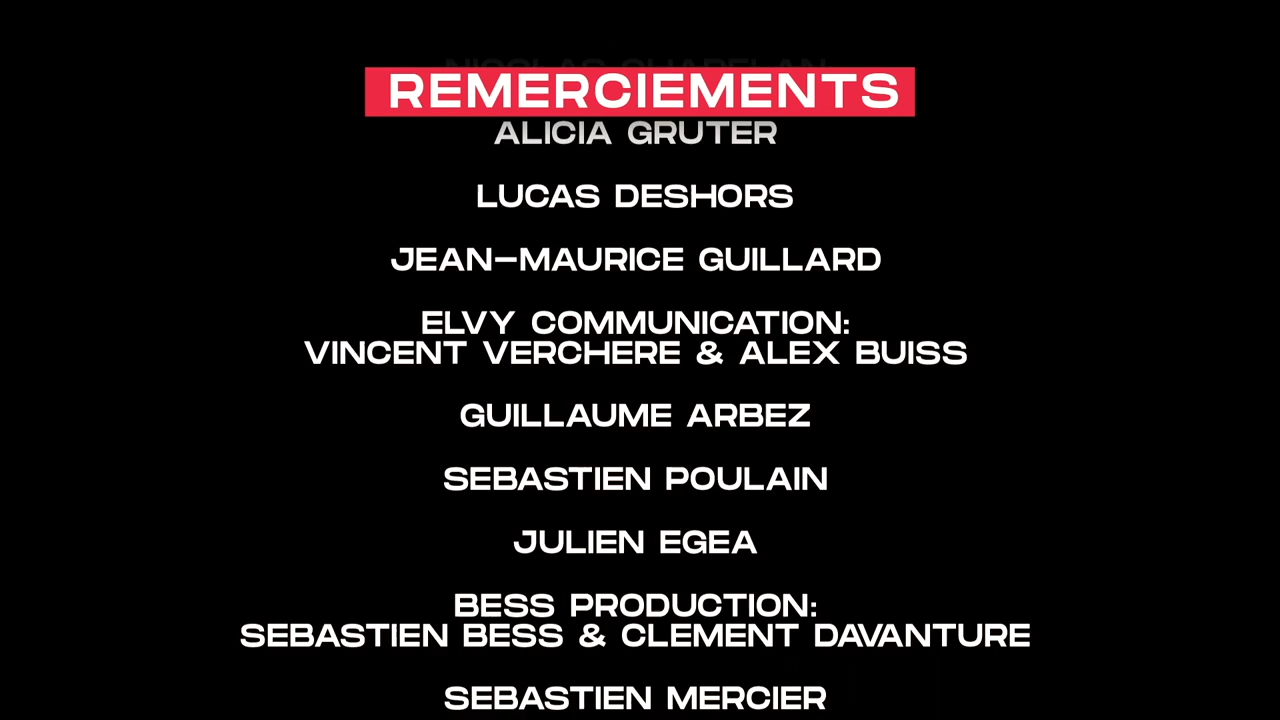 REMERCIEMENTS
ALICIA GRUTER
LUCAS DESHORS
JEAN-MAURICE GUILLARD
ELVY COMMUNICATION:
VINCENT VERCHERE & ALEX BUISS
GUILLAUME ARBEZ
SEBASTIEN POULAIN
JULIEN EGEA
BESS PRODUCTION:
SEBASTIEN BESS & CLEMENT DAVANTURE
SEBASTIEN MERCIER